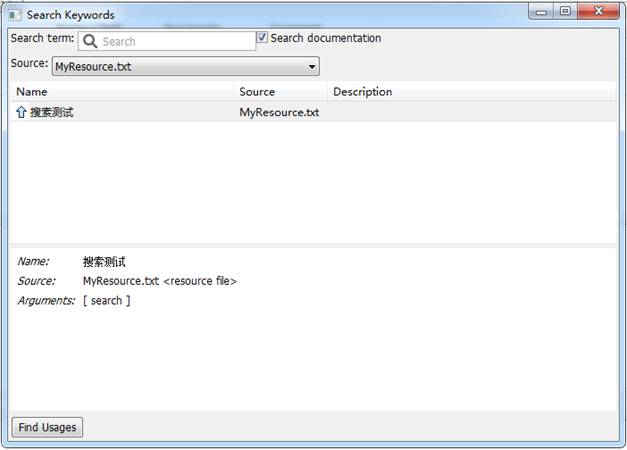 Search Keywords
Search term: Search Search documentation
Source: MyResource.txt
Name Source Description
搜索测试 MyResource.txt
Name: 搜索测试
Source: MyResource.txt <resource file>
Arguments: [ search ]
Find Usages